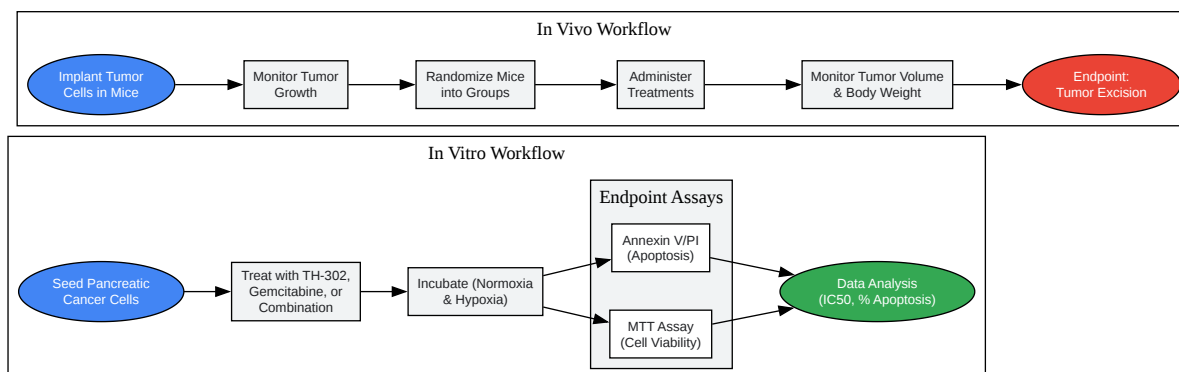 In Vivo Workflow
Implant Tumor
Cells in Mice
Monitor Tumor
Growth
Randomize Mice
into Groups
Administer
Treatments
Monitor Tumor Volume
& Body Weight
Endpoint:
Tumor Excision
In Vitro Workflow
Seed Pancreatic
Cancer Cells
Treat with TH-302,
Gemcitabine, or
Combination
Incubate (Normoxia
& Hypoxia)
Endpoint Assays
Annexin V/PI
(Apoptosis)
MTT Assay
(Cell Viability)
Data Analysis
(IC50, % Apoptosis)